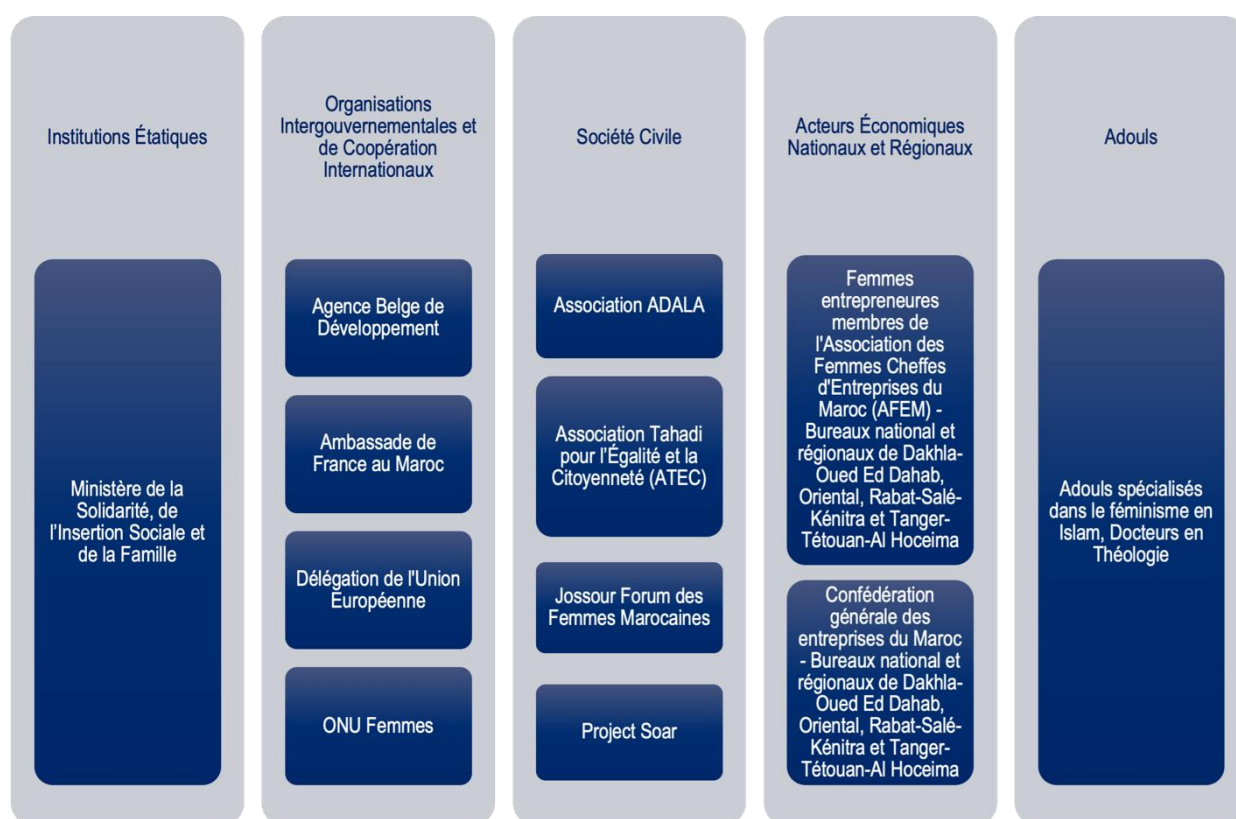 Institutions Étatiques
Ministère de la
Solidarité, de
l’Insertion Sociale et
de la Famille
Organisations
Intergouvernementales et
de Coopération
Internationaux
Agence Belge de
Développement
Ambassade de
France au Maroc
Délégation de l'Union
Européenne
ONU Femmes
Société Civile
Association ADALA
Association Tahadi
pour l’Égalité et la
Citoyenneté (ATEC)
Jossour Forum des
Femmes Marocaines
Project Soar
Acteurs Économiques
Nationaux et Régionaux
Femmes
entrepreneures
membres de
l'Association des
Femmes Cheffes
d'Entreprises du
Maroc (AFEM) -
Bureaux national et
régionaux de Dakhla-
Oued Ed Dahab,
Oriental, Rabat-Salé-
Kénitra et Tanger-
Tétouan-Al Hoceima
Confédération
générale des
entreprises du Maroc
- Bureaux national et
régionaux de Dakhla-
Oued Ed Dahab,
Oriental, Rabat-Salé-
Kénitra et Tanger-
Tétouan-Al Hoceima
Adouls
Adouls spécialisés
dans le féminisme en
Islam, Docteurs en
Théologie